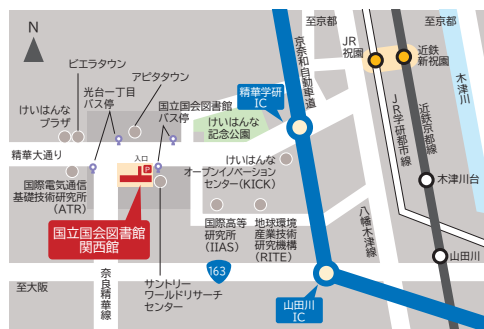 N
至京都
至京都
京奈和自動車道
JR
祝園
近鉄
新祝園
木津川
ピエラタウン
アピタタウン
光台一丁目
バス停
国立国会図書館
バス停
けいはんな
プラザ
けいはんな
記念公園
精華学研
IC
JR学研都市線
近鉄京都線
精華大通り
入口
P
けいはんな
オープンイノベーション
センター(KICK)
国際電気通信
基礎技術研究所
(ATR)
木津川台
国立国会図書館
関西館
国際高等
研究所
(IIAS)
地球環境
産業技術
研究機構
(RITE)
八幡木津線
山田川
163
至大阪
奈良精華線
サントリー
ワールドリサーチ
センター
山田川
IC